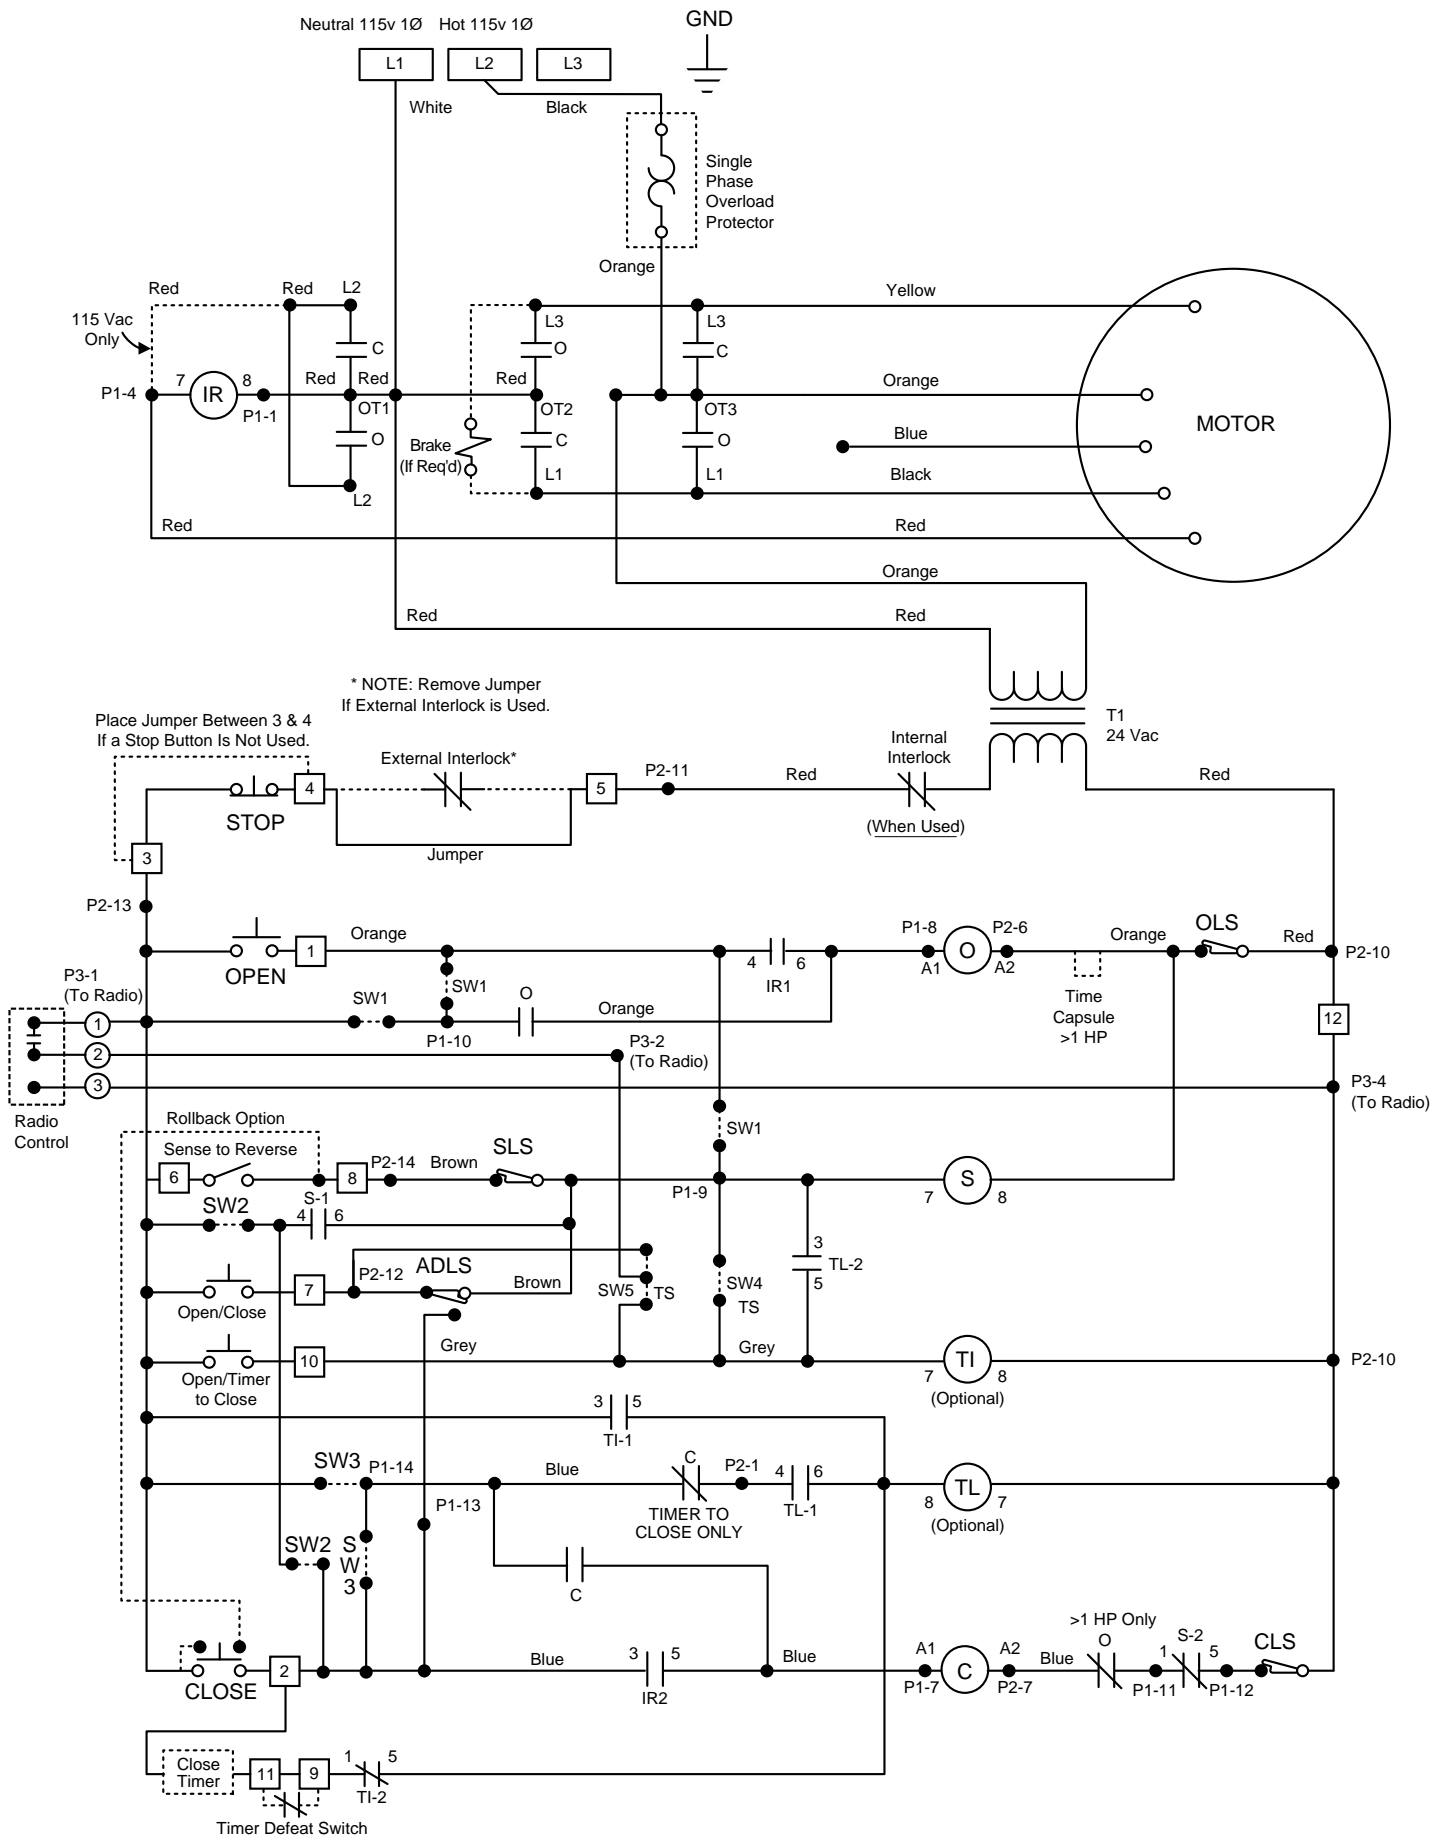 Neutral 115v 1Ø Hot 115v 1Ø GND
L1 L2 L3
White Black
Single
Phase
Overload
Protector
Orange
Red Red L2 Yellow
115 Vac
Only
L3 L3
C O C
P1-4 7 IR 8 Red Red Red Orange
P1-1 OT1 OT2 OT3
MOTOR
O C O Blue
Brake
(If Req'd)
L2 L1 L1 Black
Red Red
Orange
Red Red
* NOTE: Remove Jumper
If External Interlock is Used.
Place Jumper Between 3 & 4
If a Stop Button Is Not Used.
T1
24 Vac
External Interlock*
Internal
Interlock
4 5 P2-11 Red Red
STOP
(When Used)
Jumper
3
P2-13
OPEN 1 Orange
4 6
IR1
P1-8 P2-6
A1 O A2
Orange OLS Red
P2-10
P3-1
(To Radio)
SW1 SW1 O Orange
P1-10
Time
Capsule
>1 HP
12
1
2
3
P3-2
(To Radio)
P3-4
(To Radio)
Radio
Control
Rollback Option
SW1
Sense to Reverse
6 8 P2-14 Brown SLS
P1-9
7 S 8
SW2 S-1
4 6
3
TL-2
5
ADLS
P2-12
7
Open/Close
Brown
SW5 TS
SW4
TS
Grey Grey
10
Open/Timer
to Close
7 TI 8
(Optional)
P2-10
3 5
TI-1
SW3 P1-14 Blue C P2-1 4 6
TL-1
TIMER TO
CLOSE ONLY
8 TL 7
(Optional)
P1-13
SW2
S
W
3
C
CLOSE 2
Blue
3 5
IR2
Blue
A1 C A2
P1-7 P2-7
Blue
>1 HP Only
O
P1-11
1 S-2 5
P1-12
CLS
Close
Timer
11 9
1 5
TI-2
Timer Defeat Switch